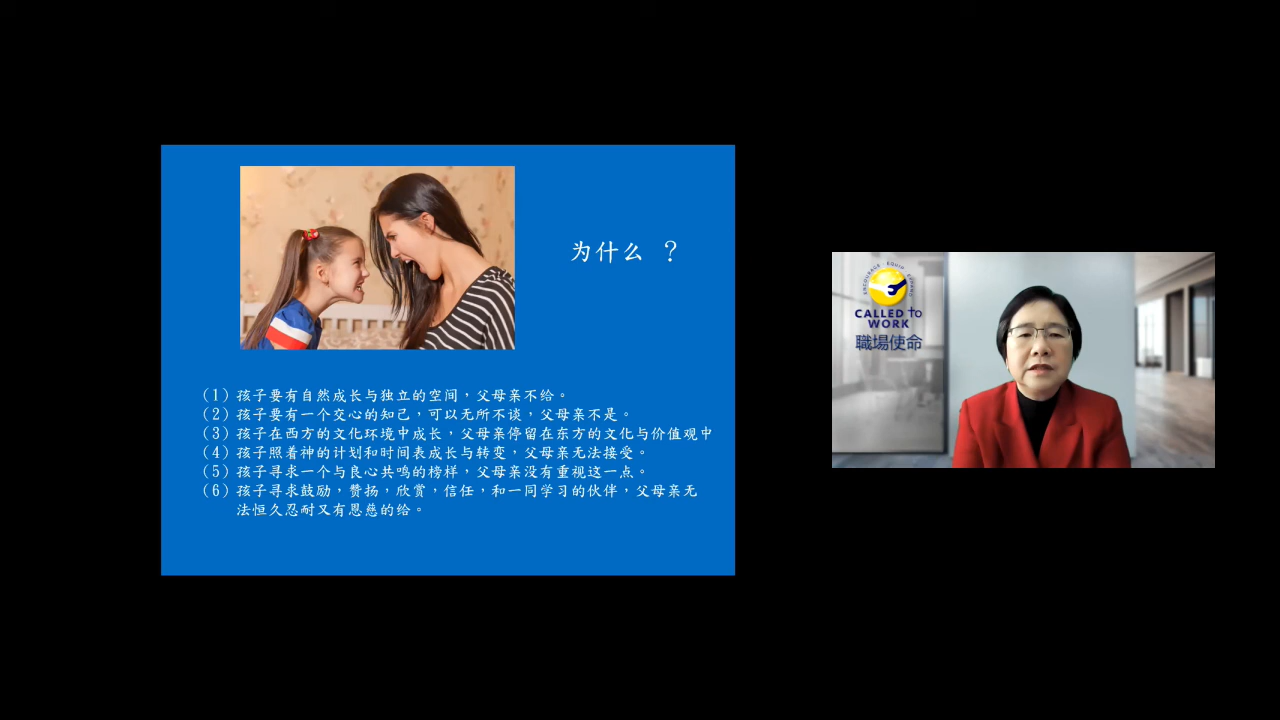 为什么 ？
（1）孩子要有自然成长与独立的空间，父母亲不给。
（2）孩子要有一个交心的知己，可以无所不谈，父母亲不是。
（3）孩子在西方的文化环境中成长，父母亲停留在东方的文化与价值观中
（4）孩子照着神的计划和时间表成长与转变，父母亲无法接受。
（5）孩子寻求一个与良心共鸣的榜样，父母亲没有重视这一点。
（6）孩子寻求鼓励，赞扬，欣赏，信任，和一同学习的伙伴，父母亲无
法恒久忍耐又有恩慈的给。
ENCOURAGE · EQUIP · EXPAND
CALLED to
WORK
職場使命